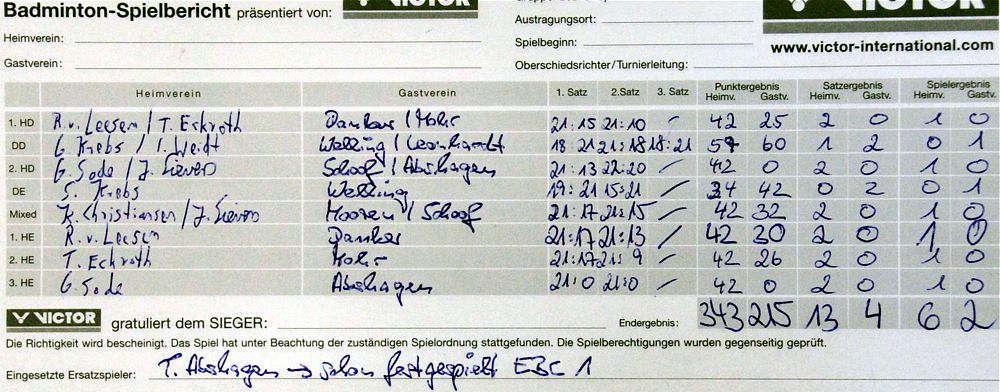 Badminton-Spielbericht präsentiert von: VICTOR
Austragungsort:
Heimverein:
Spielbeginn:
www.victor-international.com
Gastverein:
Oberschiedsrichter/Turnierleitung:
Heimverein Gastverein 1. Satz 2.Satz 3. Satz Punktergebnis Heimv. Gastv. Satzergebnis Heimv. Gastv. Spielergebnis Heimv. Gastv.
1. HD R.v. Leesen / T. Eckroth Dankers / Mohr 21:15 21:10 / 42 25 2 0 1 0
DD G. Krebs / I. Weidt Welling / Leonhardt 18 21 21:18 18:21 57 60 1 2 0 1
2. HD G. Sode / J. Sievers Schoof / Abshagen 21:13 22:20 / 42 0 2 0 1 0
DE S. Krebs Welling 19:21 15:21 / 34 42 0 2 0 1
Mixed K. Christiansen / J. Sievers Mooren / Schoof 21:17 21:15 / 42 32 2 0 1 0
1. HE R.v. Leesen Dankers 21:17 21:13 / 42 30 2 0 1 0
2. HE T. Eckroth Mohr 21:17 21:9 / 42 26 2 0 1 0
3. HE G. Sode Abshagen 21:0 21:0 / 42 0 2 0 1 0
VICTOR gratuliert dem SIEGER: Endergebnis: 343 215 13 4 6 2
Die Richtigkeit wird bescheinigt. Das Spiel hat unter Beachtung der zuständigen Spielordnung stattgefunden. Die Spielberechtigungen wurden gegenseitig geprüft.
Eingesetzte Ersatzspieler: T. Abshagen → schon festgespielt EBC 1